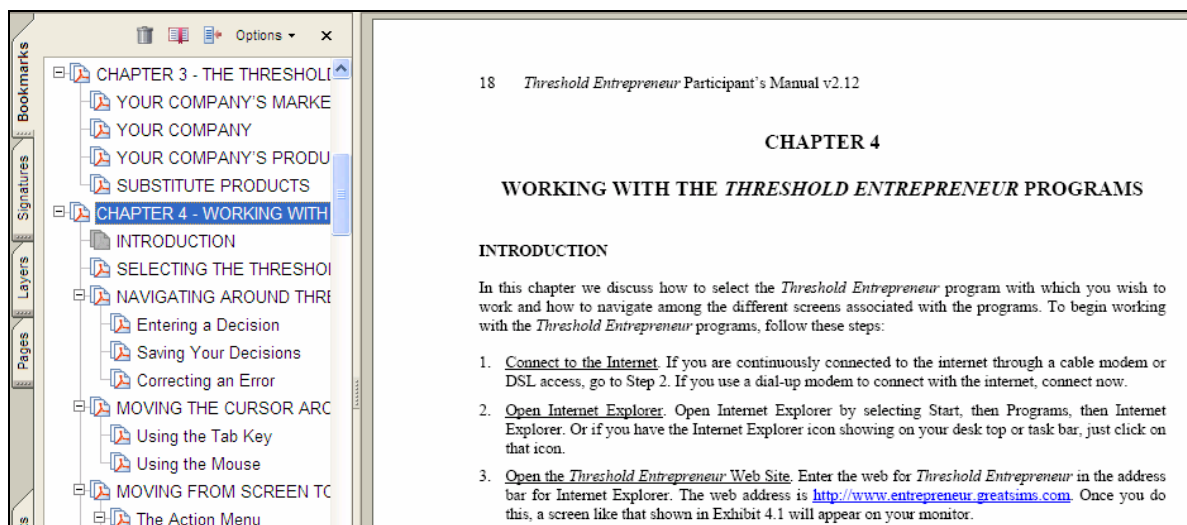 Options
x
Bookmarks
Signatures
Layers
Pages
CHAPTER 3 - THE THRESHOL
YOUR COMPANY'S MARKE
YOUR COMPANY
YOUR COMPANY'S PRODU
SUBSTITUTE PRODUCTS
CHAPTER 4 - WORKING WITH
INTRODUCTION
SELECTING THE THRESHO
NAVIGATING AROUND THRE
Entering a Decision
Saving Your Decisions
Correcting an Error
MOVING THE CURSOR ARO
Using the Tab Key
Using the Mouse
MOVING FROM SCREEN TO
The Action Menu
18 Threshold Entrepreneur Participant's Manual v2.12
CHAPTER 4
WORKING WITH THE THRESHOLD ENTREPRENEUR PROGRAMS
INTRODUCTION
In this chapter we discuss how to select the Threshold Entrepreneur program with which you wish to
work and how to navigate among the different screens associated with the programs. To begin working
with the Threshold Entrepreneur programs, follow these steps:
1. Connect to the Internet. If you are continuously connected to the internet through a cable modem or
DSL access, go to Step 2. If you use a dial-up modem to connect with the internet, connect now.
2. Open Internet Explorer. Open Internet Explorer by selecting Start, then Programs, then Internet
Explorer. Or if you have the Internet Explorer icon showing on your desk top or task bar, just click on
that icon.
3. Open the Threshold Entrepreneur Web Site. Enter the web for Threshold Entrepreneur in the address
bar for Internet Explorer. The web address is http://www.entrepreneur.greatsims.com. Once you do
this, a screen like that shown in Exhibit 4.1 will appear on your monitor.